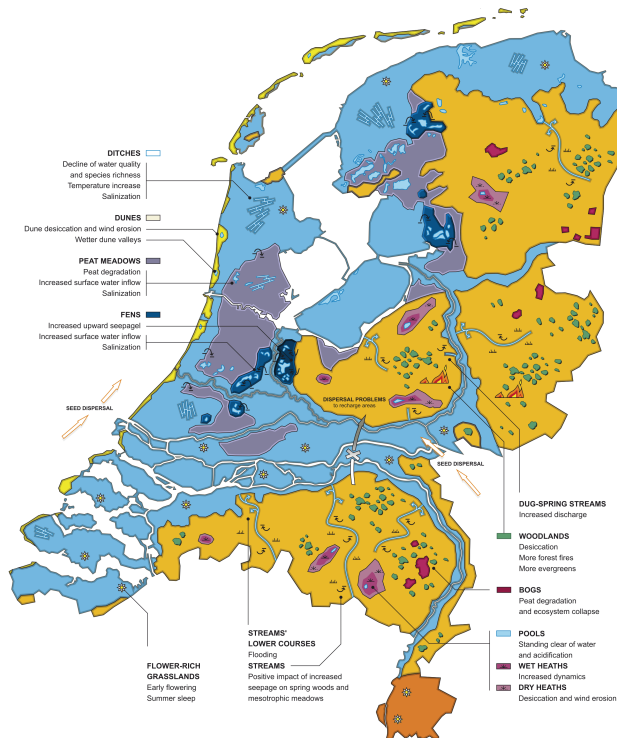 DITCHES
Decline of water quality
and species richness
Temperature increase
Salinization
DUNES
Dune desiccation and wind erosion
Wetter dune valleys
PEAT MEADOWS
Peat degradation
Increased surface water inflow
Salinization
FENS
Increased upward seepagel
Increased surface water inflow
Salinization
SEED DISPERSAL
DISPERSAL PROBLEMS
to recharge areas
SEED DISPERSAL
DUG-SPRING STREAMS
Increased discharge
WOODLANDS
Desiccation
More forest fires
More evergreens
BOGS
Peat degradation
and ecosystem collapse
POOLS
Standing clear of water
and acidification
WET HEATHS
Increased dynamics
DRY HEATHS
Desiccation and wind erosion
STREAMS'
LOWER COURSES
Flooding
STREAMS
Positive impact of increased
seepage on spring woods and
mesotrophic meadows
FLOWER-RICH
GRASSLANDS
Early flowering
Summer sleep